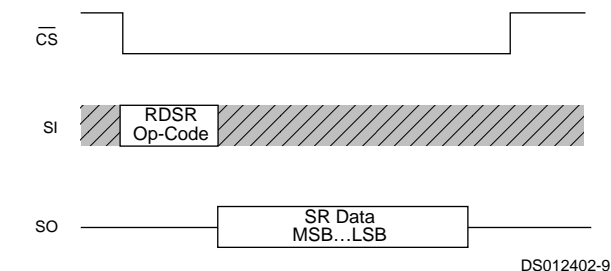 CS
SI
RDSR
Op-Code
SO
SR Data
MSB...LSB
DS012402-9